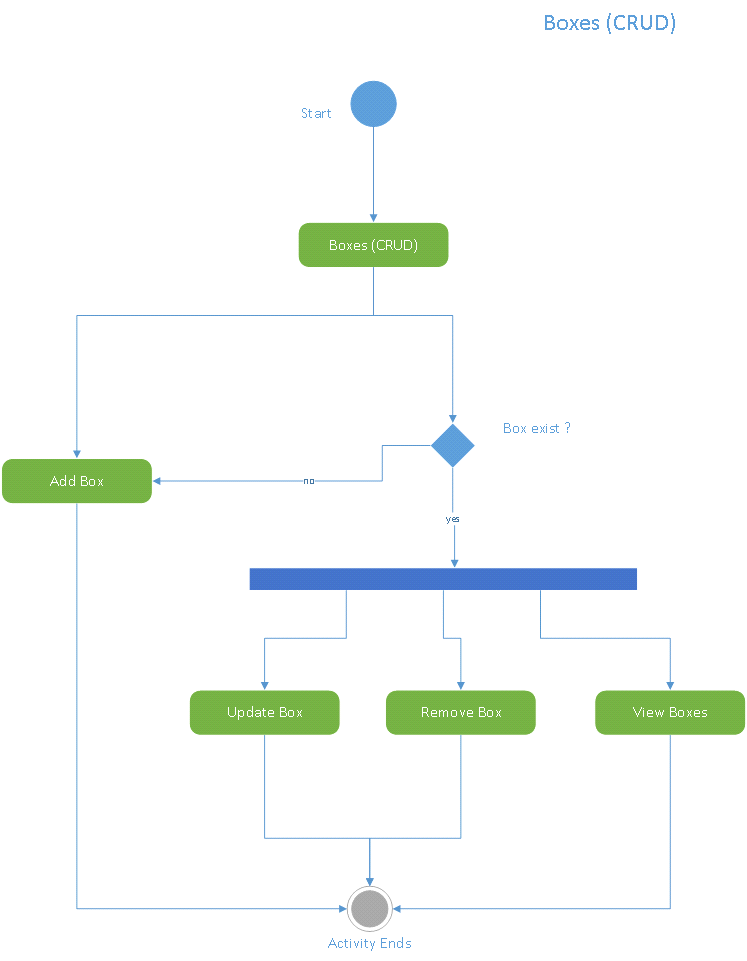 Boxes (CRUD)
Start
Boxes (CRUD)
Box exist ?
Add Box
no
yes
Update Box
Remove Box
View Boxes
Activity Ends